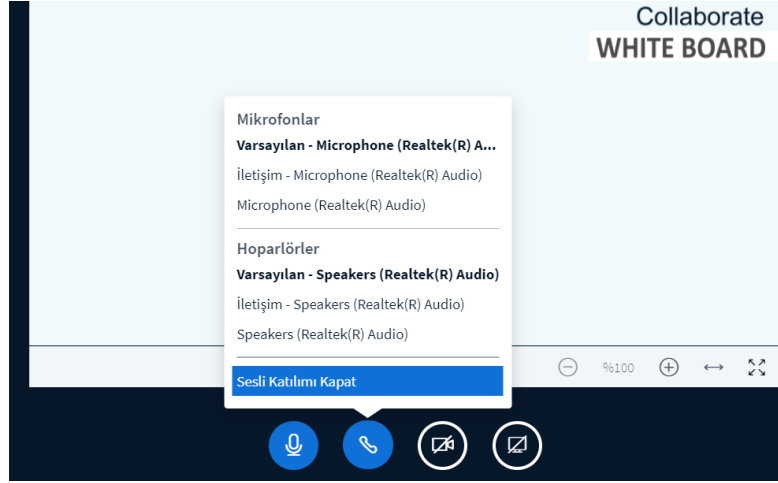 Collaborate
WHITE BOARD
Mikrofonlar
Varsayılan - Microphone (Realtek(R) A...
İletişim - Microphone (Realtek(R) Audio)
Microphone (Realtek(R) Audio)
Hoparlörler
Varsayılan - Speakers (Realtek(R) Audio)
İletişim - Speakers (Realtek(R) Audio)
Speakers (Realtek(R) Audio)
%100
Sesli Katılımı Kapat